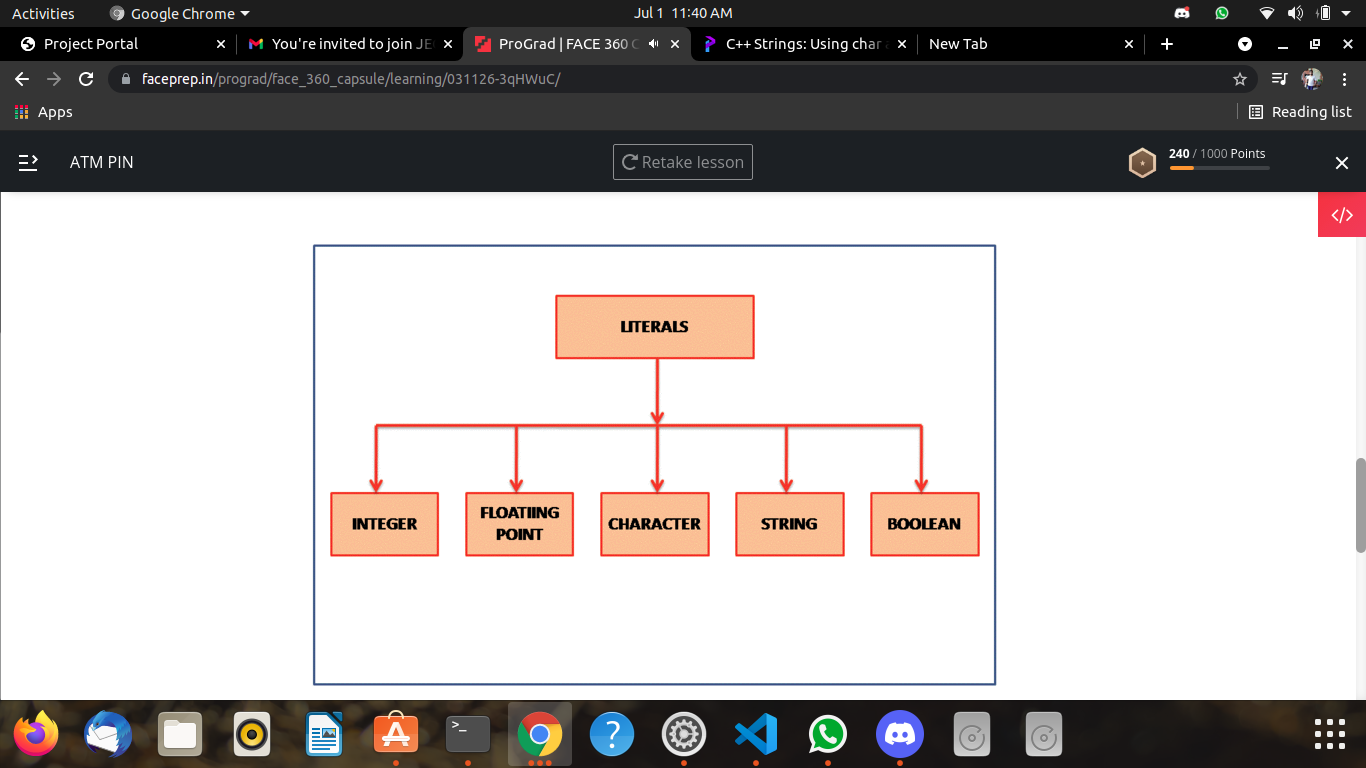 Activities
Google Chrome
Jul 1 11:40 AM
Project Portal
You're invited to join JE
ProGrad | FACE 360 C
C++ Strings: Using char a
New Tab
faceprep.in/prograd/face_360_capsule/learning/031126-3qHWuC/
Apps
Reading list
ATM PIN
Retake lesson
240 / 1000 Points
</>
LITERALS
INTEGER
FLOATIING
POINT
CHARACTER
STRING
BOOLEAN